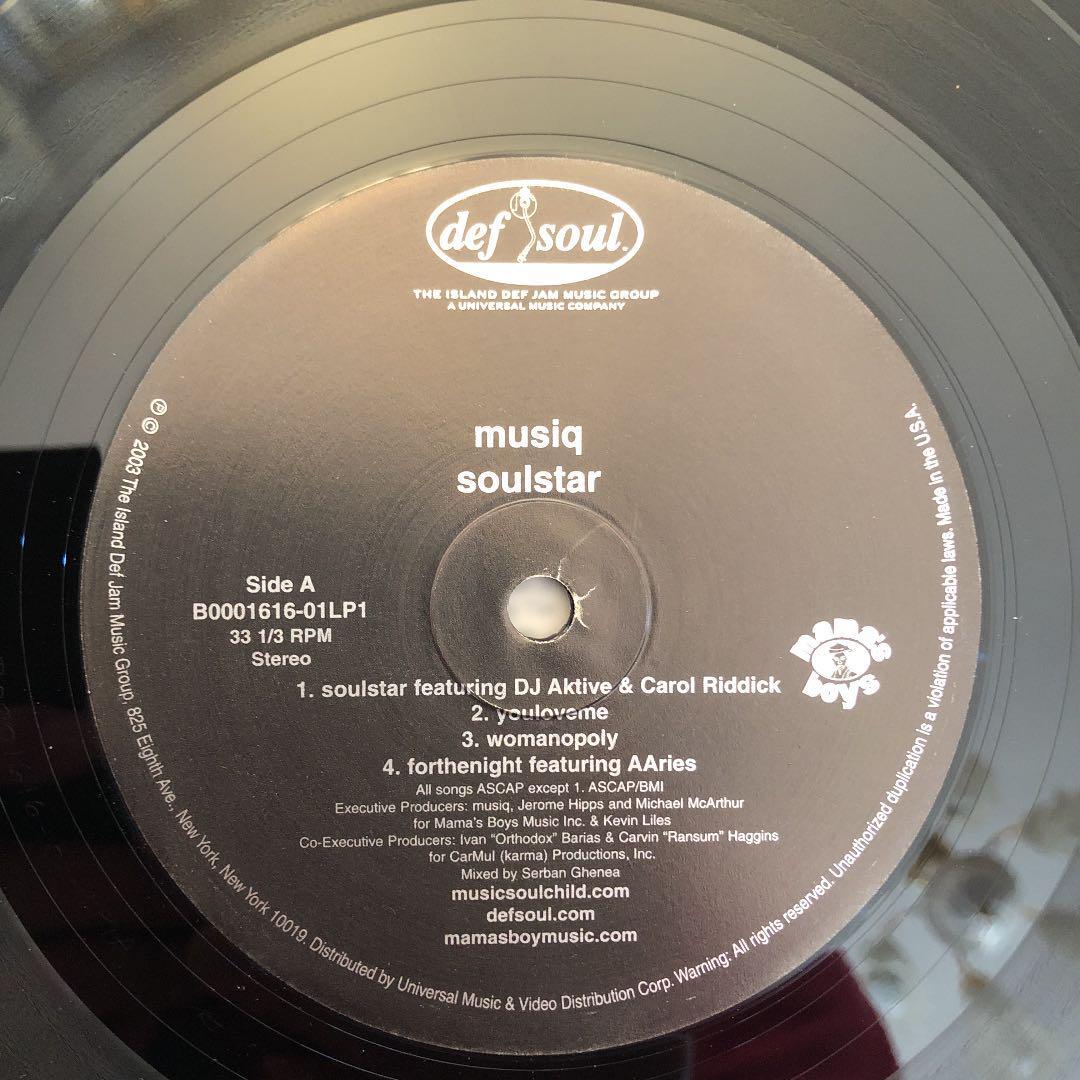 def soul.
THE ISLAND DEF JAM MUSIC GROUP
A UNIVERSAL MUSIC COMPANY
musiq
soulstar
Side A
B0001616-01LP1
33 1/3 RPM
Stereo
mama's
boys
1. soulstar featuring DJ Aktive & Carol Riddick
2. youloveme
3. womanopoly
4. forthenight featuring AAries
All songs ASCAP except 1. ASCAP/BMI
Executive Producers: musiq, Jerome Hipps and Michael McArthur
for Mama's Boys Music Inc. & Kevin Liles
Co-Executive Producers: Ivan "Orthodox" Barias & Carvin "Ransum" Haggins
for CarMul (karma) Productions, Inc.
Mixed by Serban Ghenea
musicsoulchild.com
defsoul.com
mamasboymusic.com
℗ © 2003 The Island Def Jam Music Group, 825 Eighth Ave., New York, New York 10019. Distributed by Universal Music & Video Distribution Corp. Warning: All rights reserved. Unauthorized duplication is a violation of applicable laws. Made in the U.S.A.